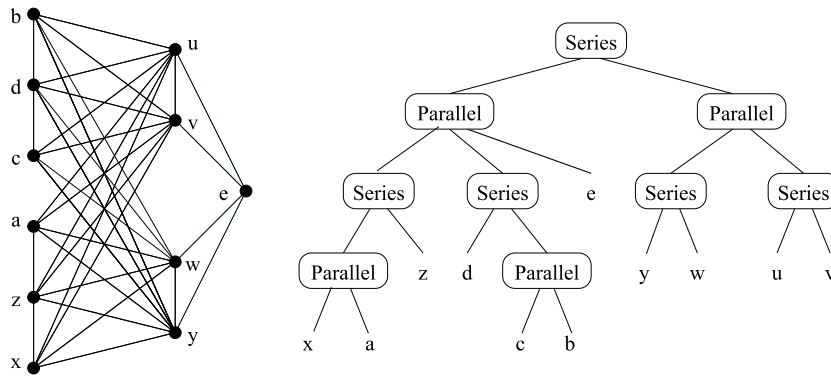 b
u
d
v
c
e
a
w
z
y
x
Series
Parallel Parallel
Series Series e Series Series
Parallel z d Parallel y w u v
x a c b